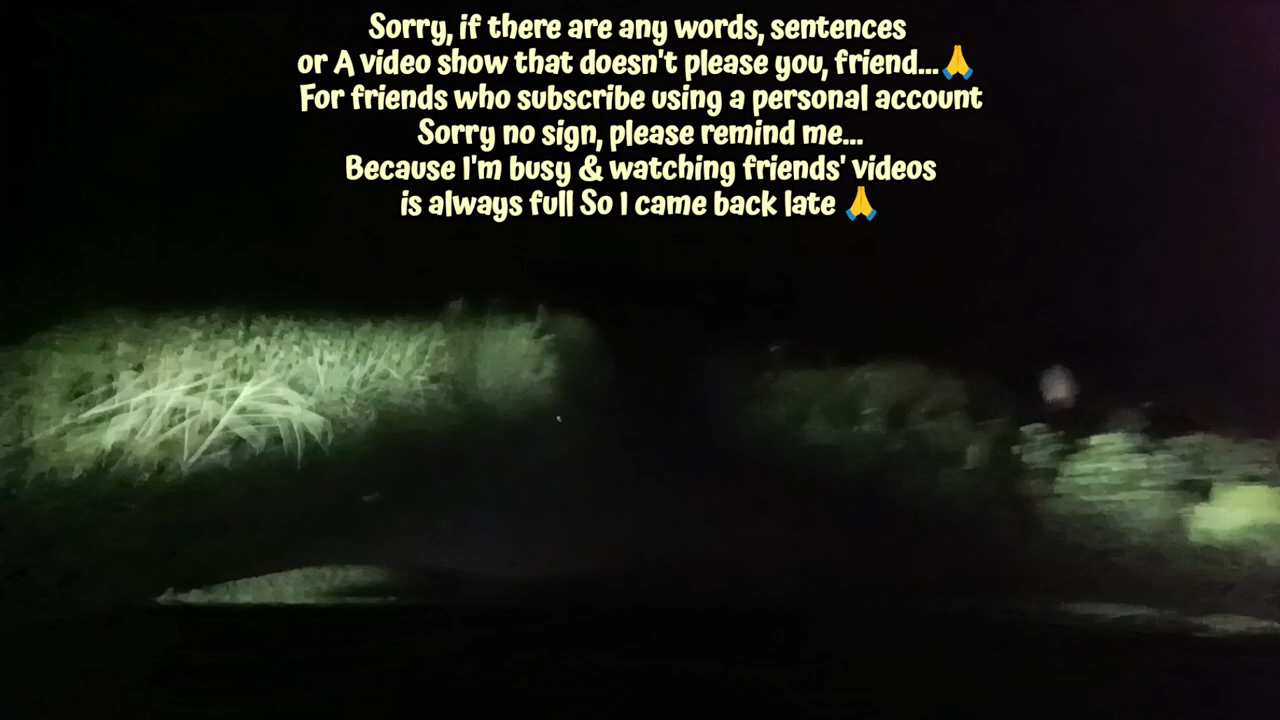 Sorry, if there are any words, sentences
or A video show that doesn't please you, friend...🙏
For friends who subscribe using a personal account
Sorry no sign, please remind me...
Because I'm busy & watching friends' videos
is always full So I came back late 🙏